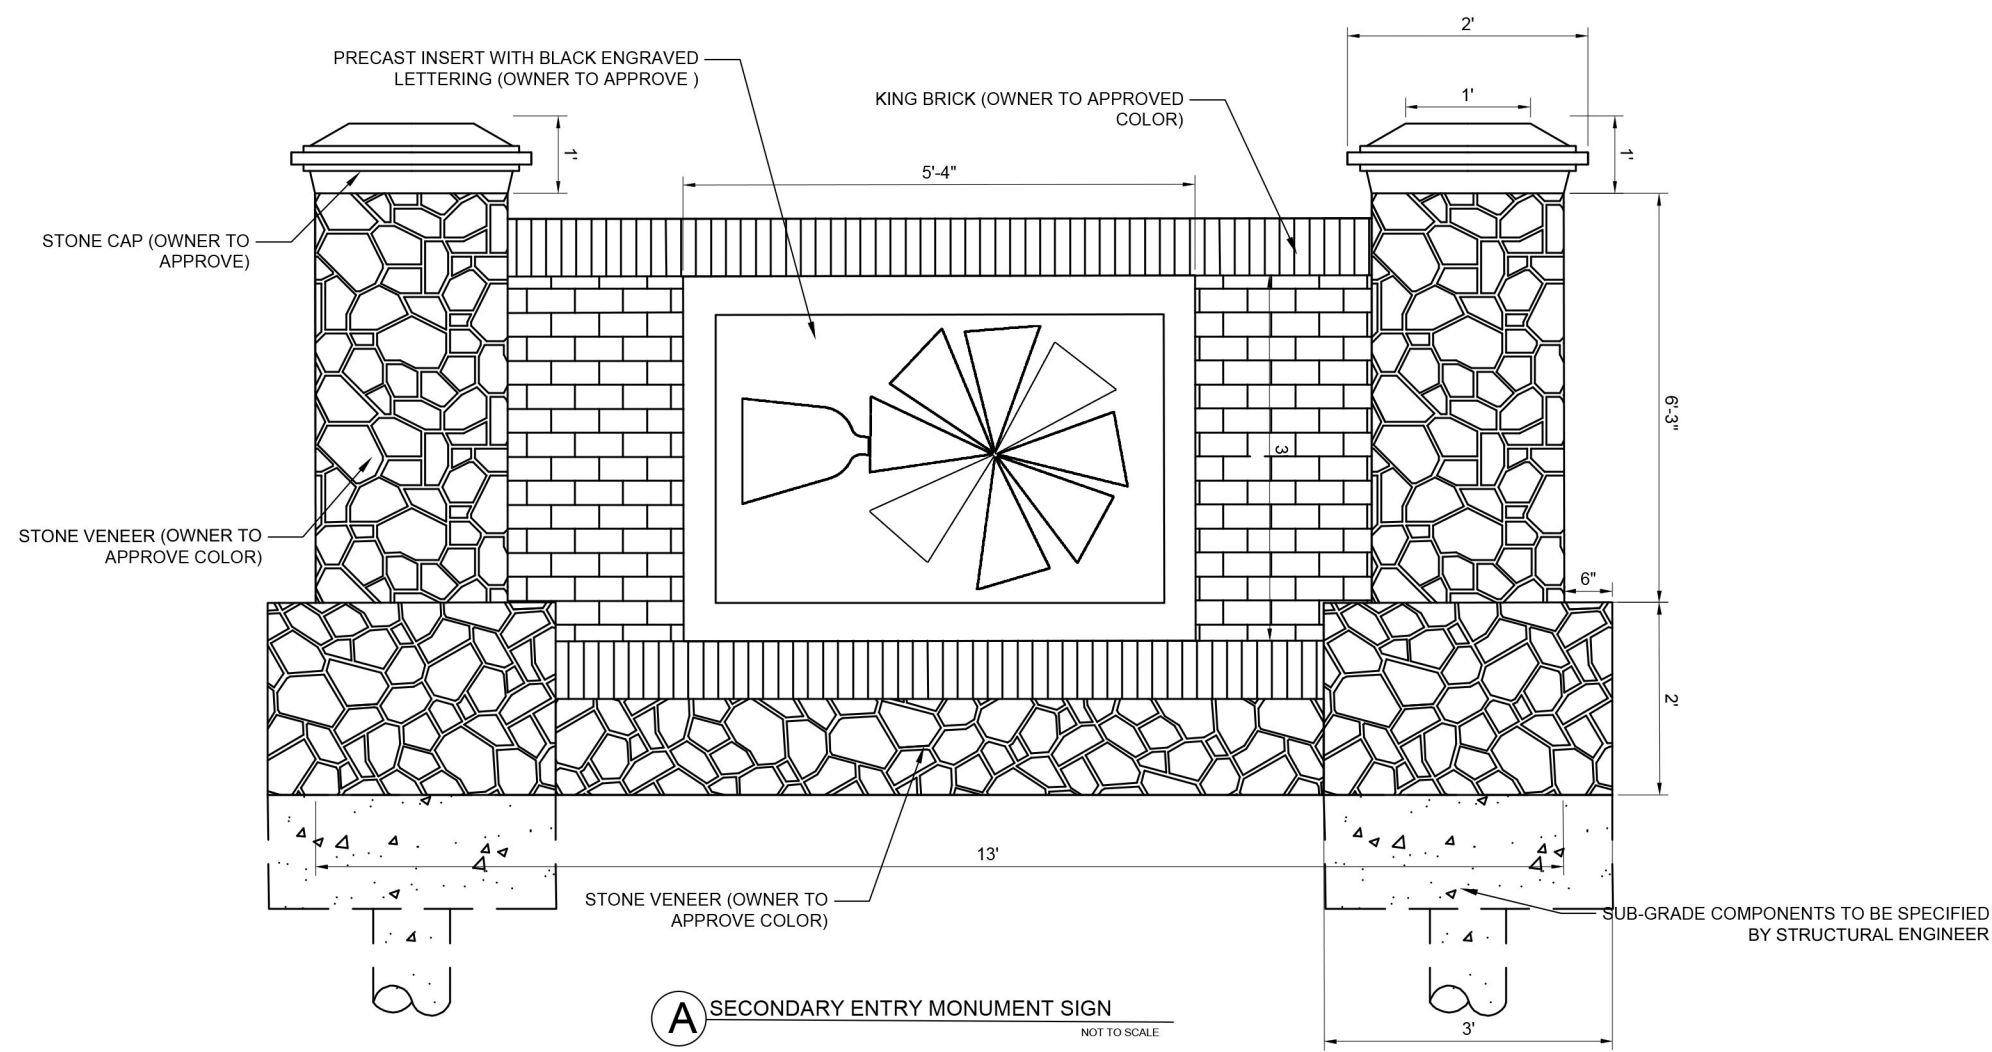 2'
PRECAST INSERT WITH BLACK ENGRAVED
LETTERING (OWNER TO APPROVE )
KING BRICK (OWNER TO APPROVED
COLOR)
1'
1'
1'
5'-4"
STONE CAP (OWNER TO
APPROVE)
6'-3"
3
STONE VENEER (OWNER TO
APPROVE COLOR)
6"
2'
13'
STONE VENEER (OWNER TO
APPROVE COLOR)
SUB-GRADE COMPONENTS TO BE SPECIFIED
BY STRUCTURAL ENGINEER
A
SECONDARY ENTRY MONUMENT SIGN
NOT TO SCALE
3'